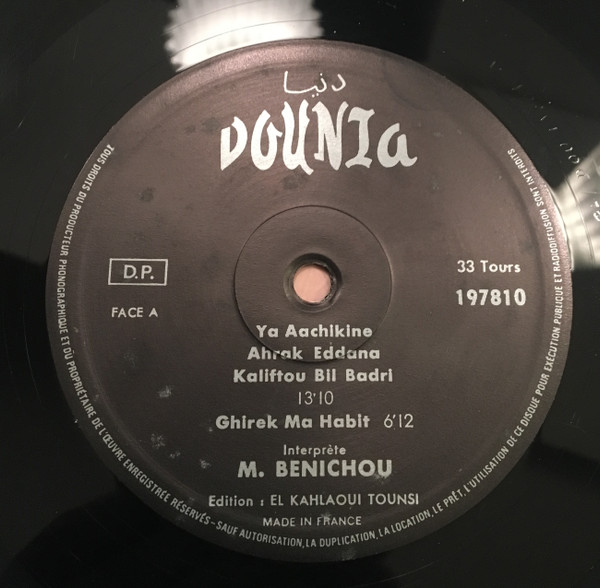 دنيا
DOUNIa
D.P.
FACE A
33 Tours
197810
Ya Aachikine
Ahrak Eddana
Kaliftou Bil Badri
13'10
Ghirek Ma Habit 6'12
Interprète
M. BENICHOU
Edition : EL KAHLAOUI TOUNSI
MADE IN FRANCE
TOUS DROITS DU PRODUCTEUR PHONOGRAPHIQUE ET DU PROPRIÉTAIRE DE L'ŒUVRE ENREGISTRÉE RÉSERVÉS-SAUF AUTORISATION, LA DUPLICATION, LA LOCATION, LE PRÊT, L'UTILISATION DE CE DISQUE POUR EXÉCUTION PUBLIQUE ET RADIODIFFUSION SONT INTERDITS